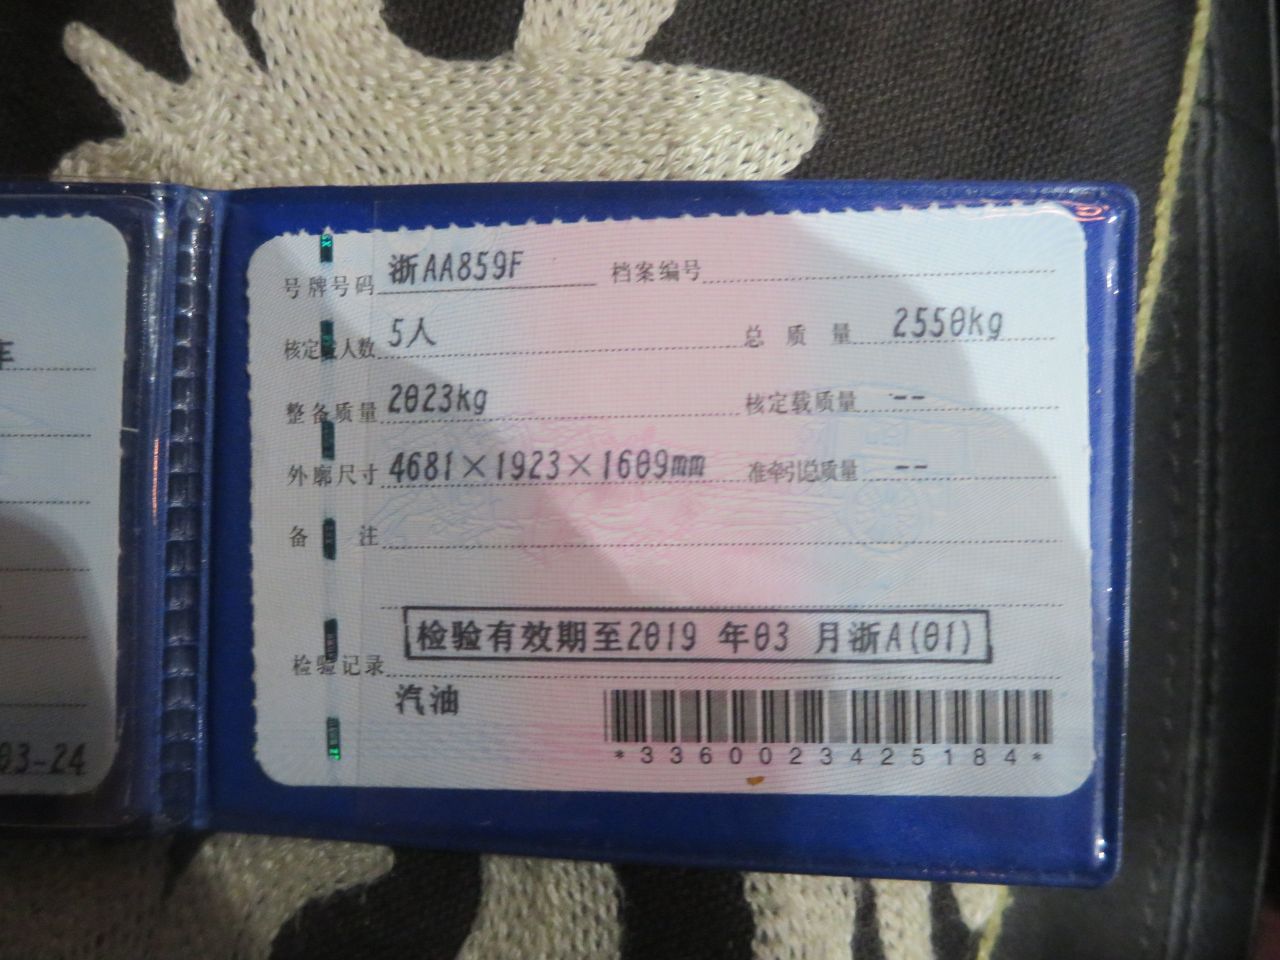 号牌号码 浙AA859F 档案编号
核定载人数 5人 总质量 2550kg
整备质量 2023kg 核定载质量 --
外廓尺寸 4681×1923×1609mm 准牵引总质量 --
备注
检验记录 检验有效期至2019 年03 月浙A(01)
汽油
*3360023425184*
车
03-24